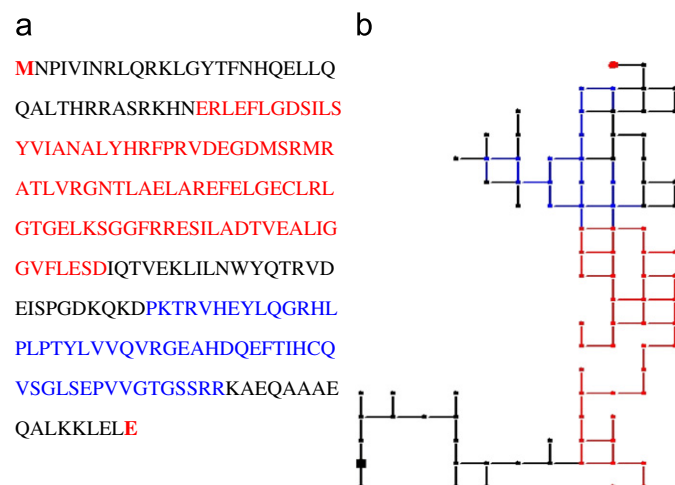 a
b
MNPIVINRLQRKLGYTFNHQELLQ
QALTHRRASRKHNERLEFLGDSILS
YVIANALYHRFPRVDEGDMSRMR
ATLVRGNTLAELAREFELGECLRL
GTGELKSGGFRRESILADTVEALIG
GVFLESDIQTVEKLILNWYQTRVD
EISPGDKQKDPKTRVHEYLQGRHL
PLPTYLVVQVRGEAHDQEFTIHCQ
VSGLSEPVVGTGSSRRKAEQAAAE
QALKKLELE